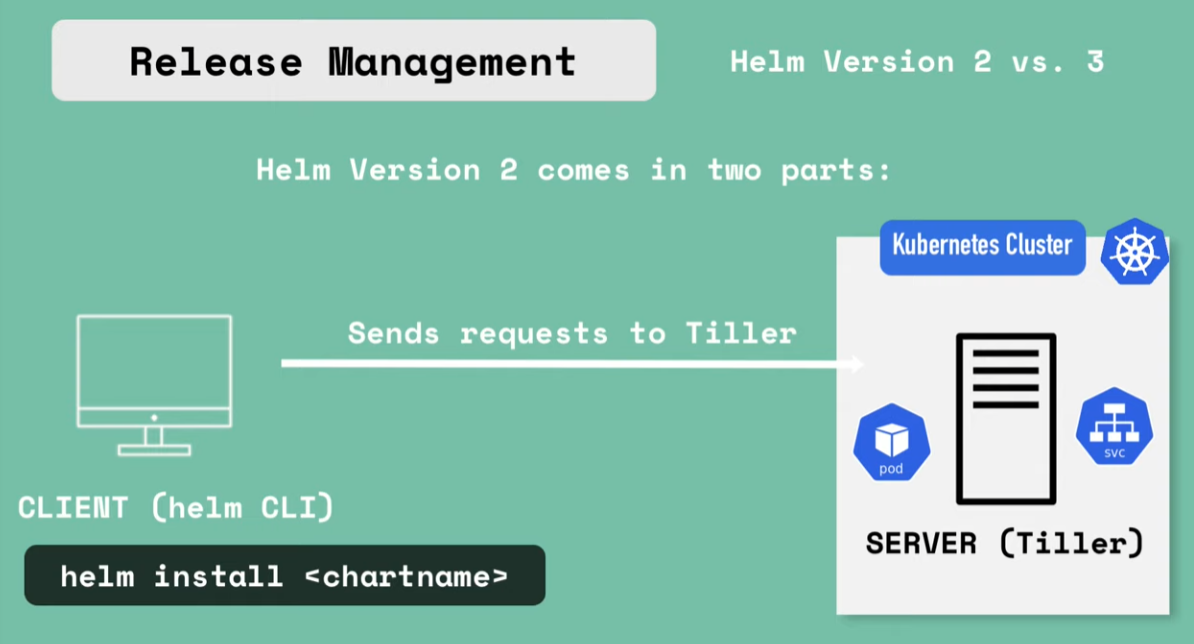 Release Management
Helm Version 2 vs. 3
Helm Version 2 comes in two parts:
Kubernetes Cluster
Sends requests to Tiller
pod
svc
CLIENT (helm CLI)
SERVER (Tiller)
helm install <chartname>